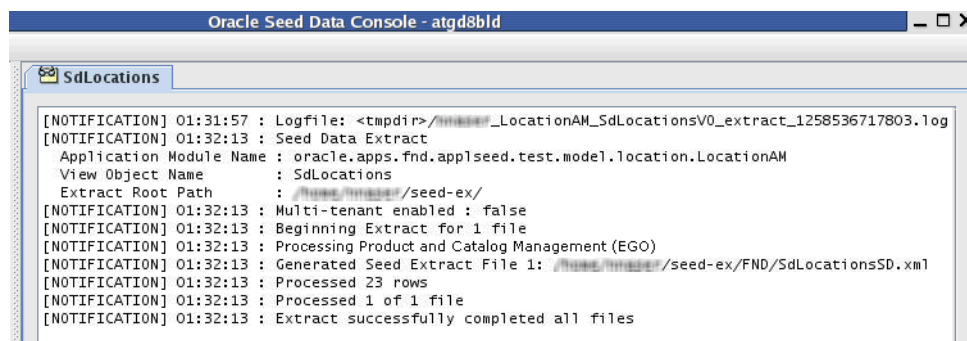 Oracle Seed Data Console - atgd8bld
SdLocations
[NOTIFICATION] 01:31:57 : Logfile: <tmpdir>/_LocationAM_SdLocationsVO_extract_1258536717803.log
[NOTIFICATION] 01:32:13 : Seed Data Extract
Application Module Name : oracle.apps.fnd.applseed.test.model.location.LocationAM
View Object Name : SdLocations
Extract Root Path : /seed-ex/
[NOTIFICATION] 01:32:13 : Multi-tenant enabled : false
[NOTIFICATION] 01:32:13 : Beginning Extract for 1 file
[NOTIFICATION] 01:32:13 : Processing Product and Catalog Management (EGO)
[NOTIFICATION] 01:32:13 : Generated Seed Extract File 1: /seed-ex/FND/SdLocationsSD.xml
[NOTIFICATION] 01:32:13 : Processed 23 rows
[NOTIFICATION] 01:32:13 : Processed 1 of 1 file
[NOTIFICATION] 01:32:13 : Extract successfully completed all files